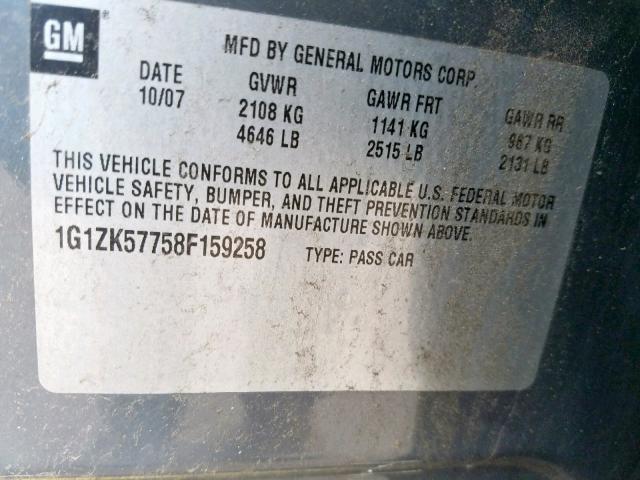 GM®
MFD BY GENERAL MOTORS CORP.
DATE GVWR GAWR FRT GAWR RR
10/07 2108 KG 1141 KG 967 KG
4646 LB 2515 LB 2131 LB
THIS VEHICLE CONFORMS TO ALL APPLICABLE U.S. FEDERAL MOTOR
VEHICLE SAFETY, BUMPER, AND THEFT PREVENTION STANDARDS IN
EFFECT ON THE DATE OF MANUFACTURE SHOWN ABOVE.
1G1ZK57758F159258 TYPE: PASS CAR